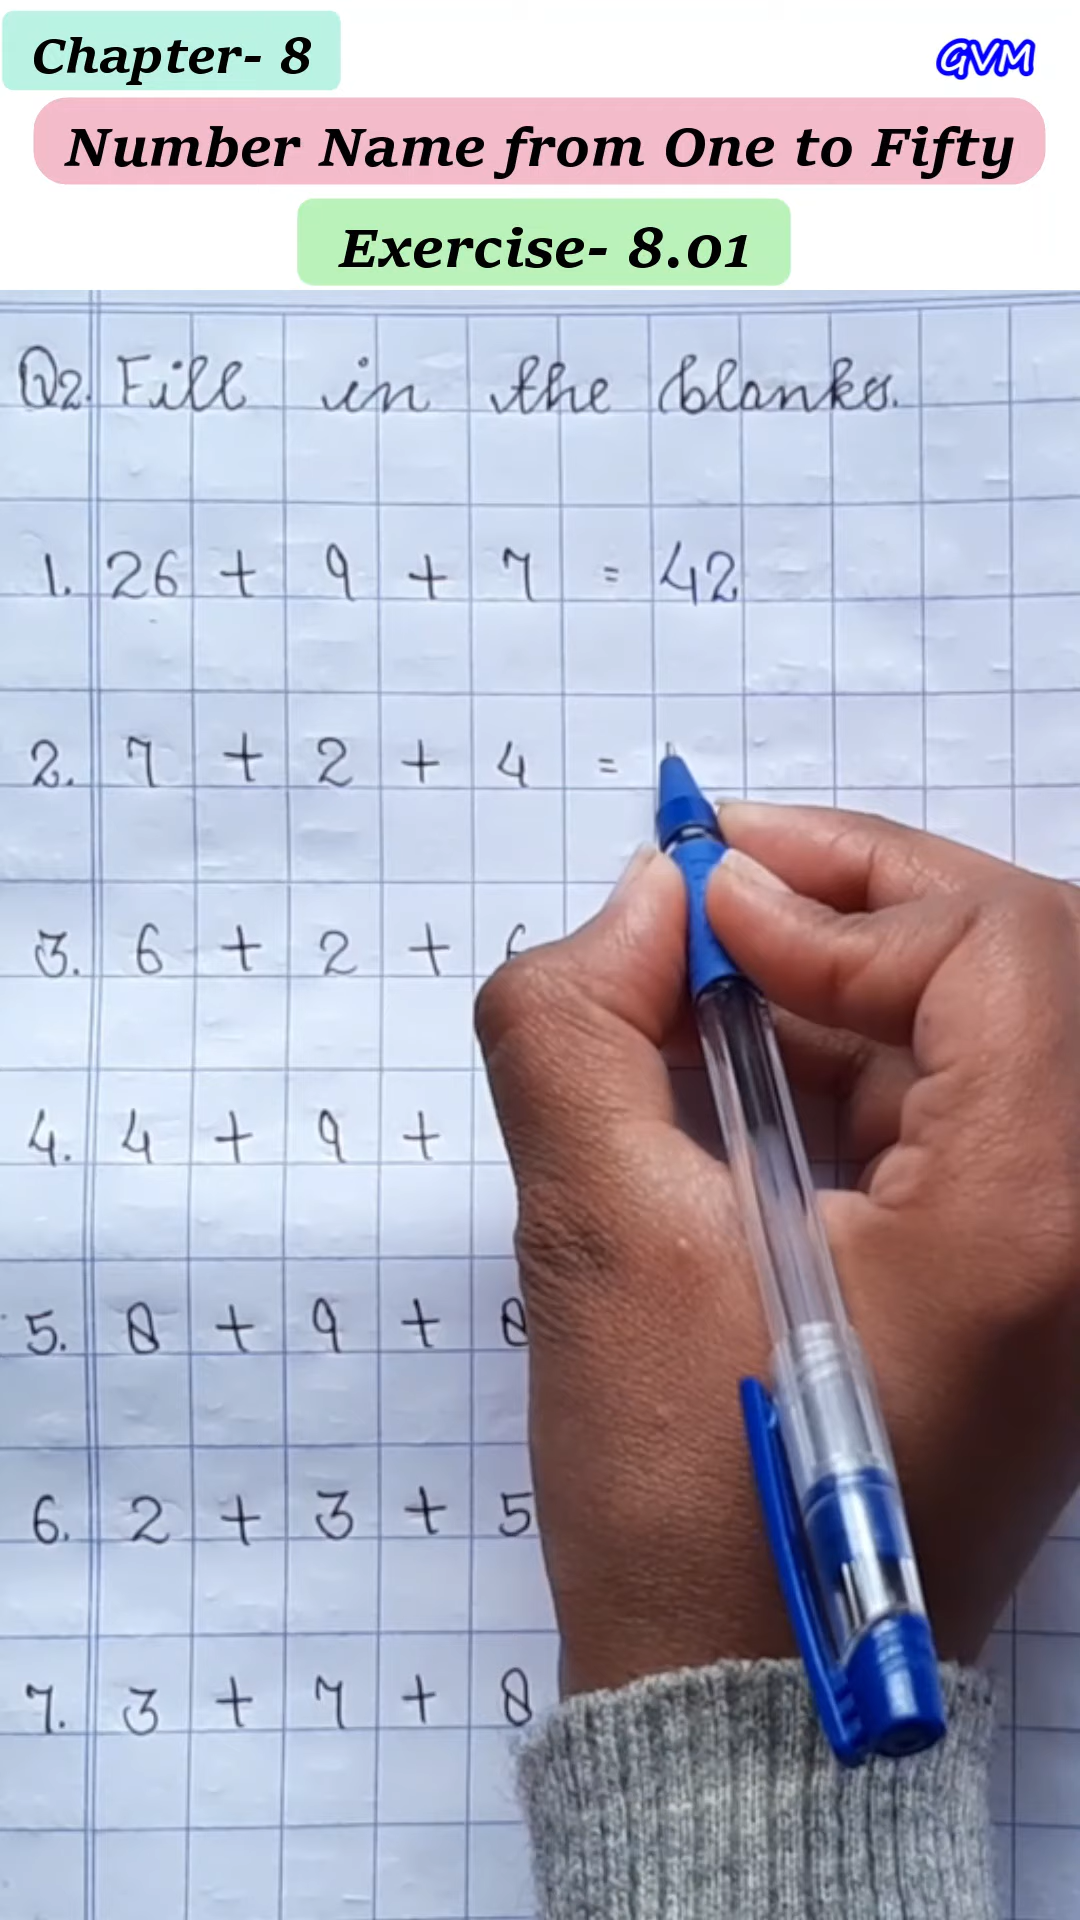 Chapter- 8
GVM
Number Name from One to Fifty
Exercise- 8.01
Q2. Fill in the blanks.
1. 26 + 9 + 7 = 42
2. 7 + 2 + 4 =
3. 6 + 2 + 6
4. 4 + 9 +
5. 8 + 9 + 8
6. 2 + 3 + 5
7. 3 + 7 + 8